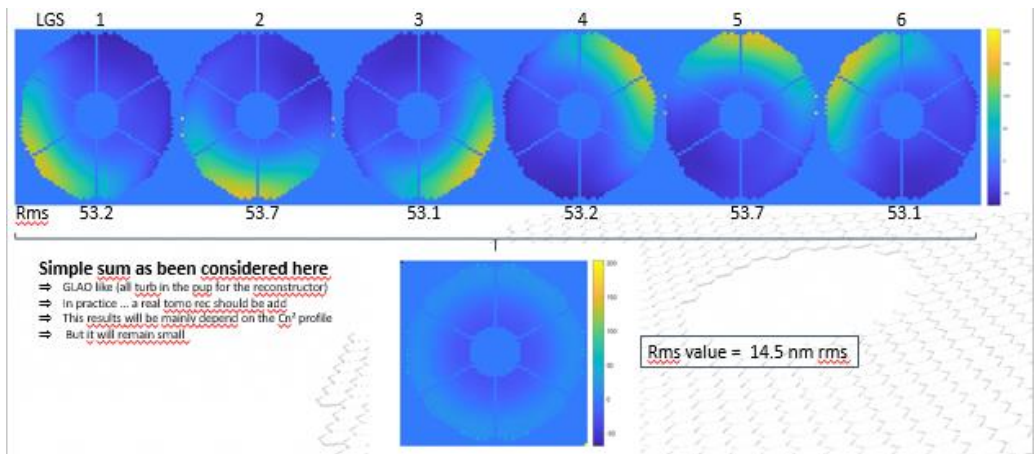 LGS 1 2 3 4 5 6
Rms 53.2 53.7 53.1 53.2 53.7 53.1
Simple sum as been considered here
⇒ GLAO like (all turb in the pup for the reconstructor)
⇒ In practice ... a real tomo rec should be add
⇒ This results will be mainly depend on the Cn² profile
⇒ But it will remain small
Rms value = 14.5 nm rms